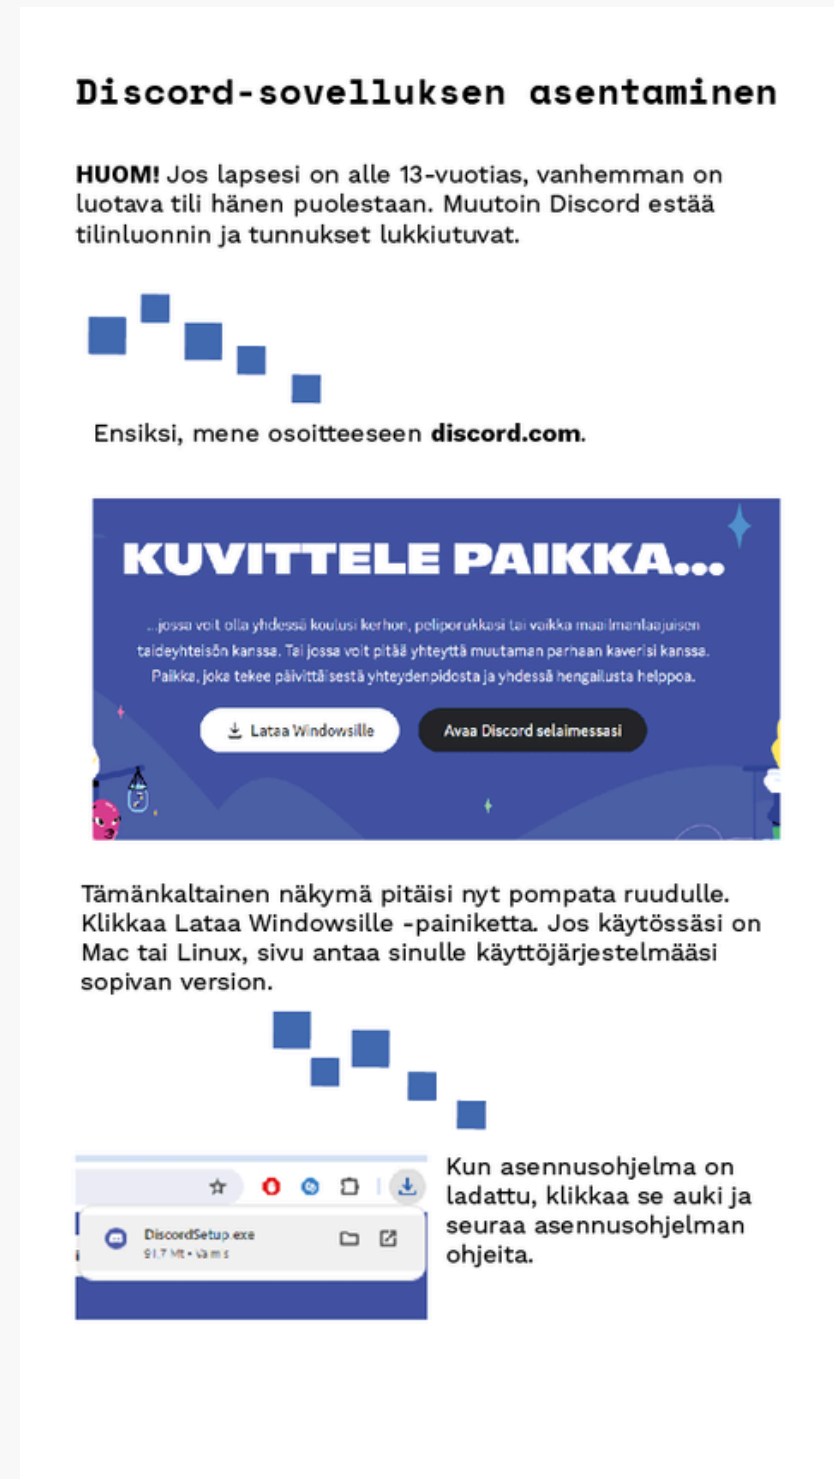 Discord-sovelluksen asentaminen
HUOM! Jos lapsesi on alle 13-vuotias, vanhemman on
luotava tili hänen puolestaan. Muutoin Discord estää
tilinluonnin ja tunnukset lukkiutuvat.
Ensiksi, mene osoitteeseen discord.com.
KUVITTELE PAIKKA...
...jossa voit olla yhdessä koulusi kerhon, peliporukkasi tai vaikka maailmanlaajuisen
taideyhteisön kanssa. Tai jossa voit pitää yhteyttä muutaman parhaan kaverisi kanssa.
Paikka, joka tekee päivittäisestä yhteydenpidosta ja yhdessä hengailusta helppoa.
Lataa Windowsille
Avaa Discord selaimessasi
Tämänkaltainen näkymä pitäisi nyt pompata ruudulle.
Klikkaa Lataa Windowsille -painiketta. Jos käytössäsi on
Mac tai Linux, sivu antaa sinulle käyttöjärjestelmääsi
sopivan version.
DiscordSetup.exe
91.7 Mt • Valmis
Kun asennusohjelma on
ladattu, klikkaa se auki ja
seuraa asennusohjelman
ohjeita.